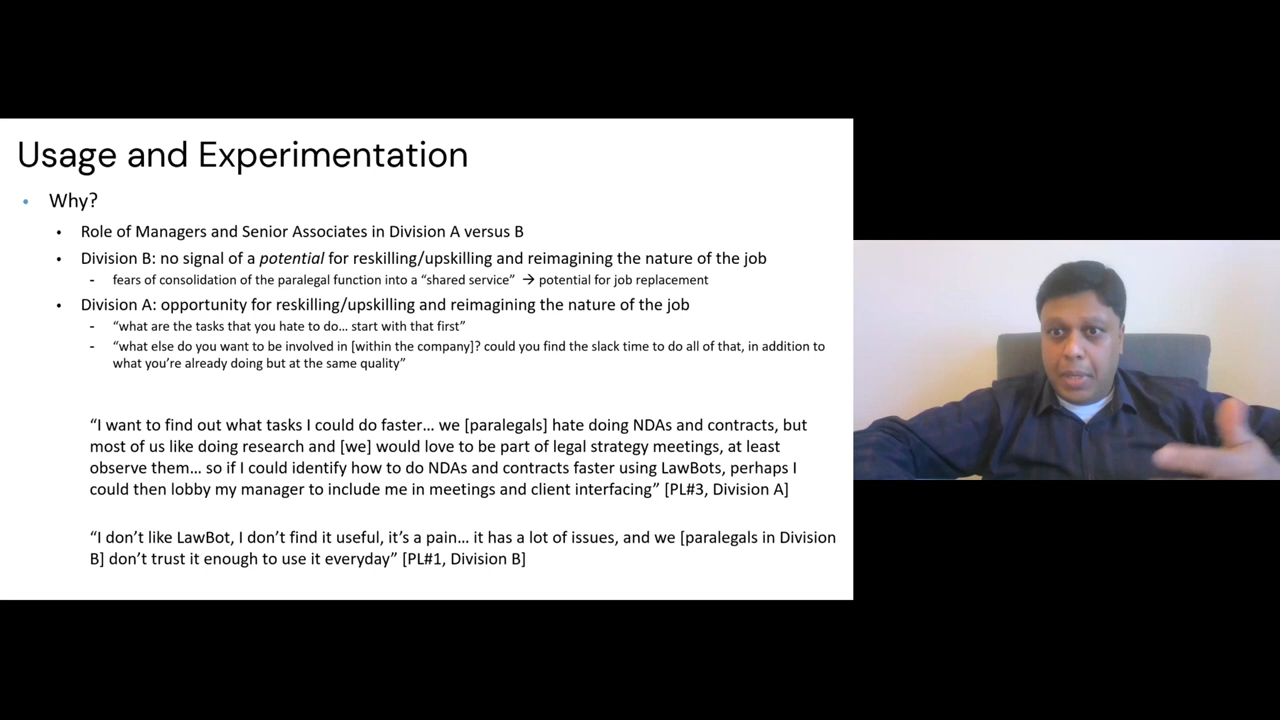 Usage and Experimentation
• Why?
• Role of Managers and Senior Associates in Division A versus B
• Division B: no signal of a potential for reskilling/upskilling and reimagining the nature of the job
- fears of consolidation of the paralegal function into a “shared service” → potential for job replacement
• Division A: opportunity for reskilling/upskilling and reimagining the nature of the job
- “what are the tasks that you hate to do… start with that first”
- “what else do you want to be involved in [within the company]? could you find the slack time to do all of that, in addition to
what you’re already doing but at the same quality”
“I want to find out what tasks I could do faster… we [paralegals] hate doing NDAs and contracts, but
most of us like doing research and [we] would love to be part of legal strategy meetings, at least
observe them… so if I could identify how to do NDAs and contracts faster using LawBots, perhaps I
could then lobby my manager to include me in meetings and client interfacing” [PL#3, Division A]
“I don’t like LawBot, I don’t find it useful, it’s a pain… it has a lot of issues, and we [paralegals in Division
B] don’t trust it enough to use it everyday” [PL#1, Division B]